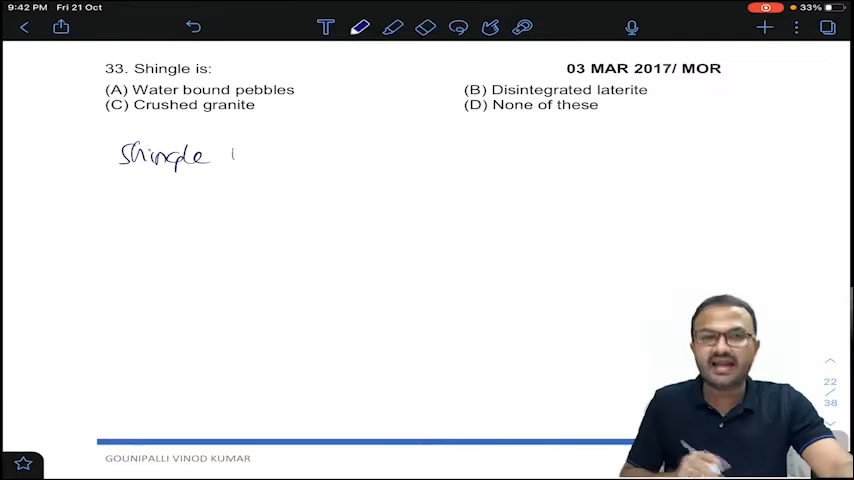 9:42 PM Fri 21 Oct
33%
33. Shingle is: 03 MAR 2017/ MOR
(A) Water bound pebbles (B) Disintegrated laterite
(C) Crushed granite (D) None of these
Shingle
22
/
38
GOUNIPALLI VINOD KUMAR